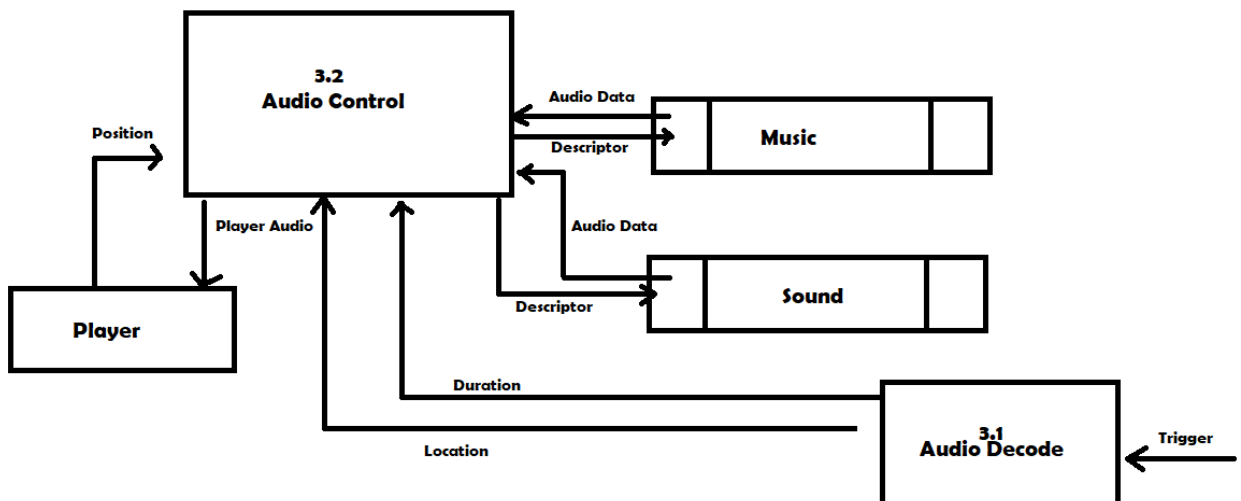 3.2
Audio Control
Audio Data
Music
Position
Descriptor
Player Audio
Audio Data
Sound
Descriptor
Player
Duration
3.1
Audio Decode
Trigger
Location